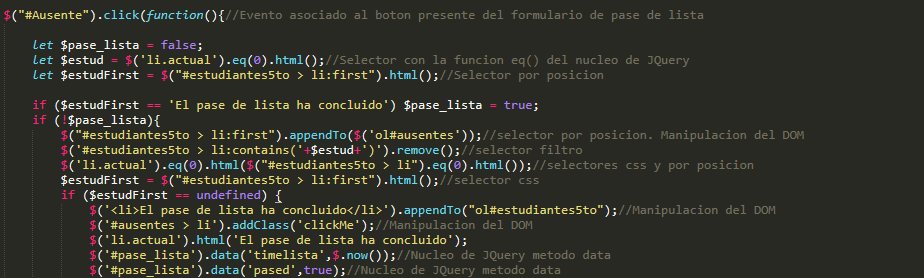 $("#Ausente").click(function(){//Evento asociado al boton presente del formulario de pase de lista
let $pase_lista = false;
let $estud = $('li.actual').eq(0).html();//Selector con la funcion eq() del nucleo de JQuery
let $estudFirst = $("#estudiantes5to > li:first").html();//Selector por posicion
if ($estudFirst == 'El pase de lista ha concluido') $pase_lista = true;
if (!$pase_lista){
$("#estudiantes5to > li:first").appendTo($('ol#ausentes'));//selector por posicion. Manipulacion del DOM
$('#estudiantes5to > li:contains('+$estud+')').remove();//selector filtro
$('li.actual').eq(0).html($("#estudiantes5to > li").eq(0).html());//selectores css y por posicion
$estudFirst = $("#estudiantes5to > li:first").html();//selector css
if ($estudFirst == undefined) {
$('<li>El pase de lista ha concluido</li>').appendTo("ol#estudiantes5to");//Manipulacion del DOM
$('#ausentes > li').addClass('clickMe');//Manipulacion del DOM
$('li.actual').html('El pase de lista ha concluido');
$('#pase_lista').data('timelista',$.now());//Nucleo de JQuery metodo data
$('#pase_lista').data('pased',true);//Nucleo de JQuery metodo data